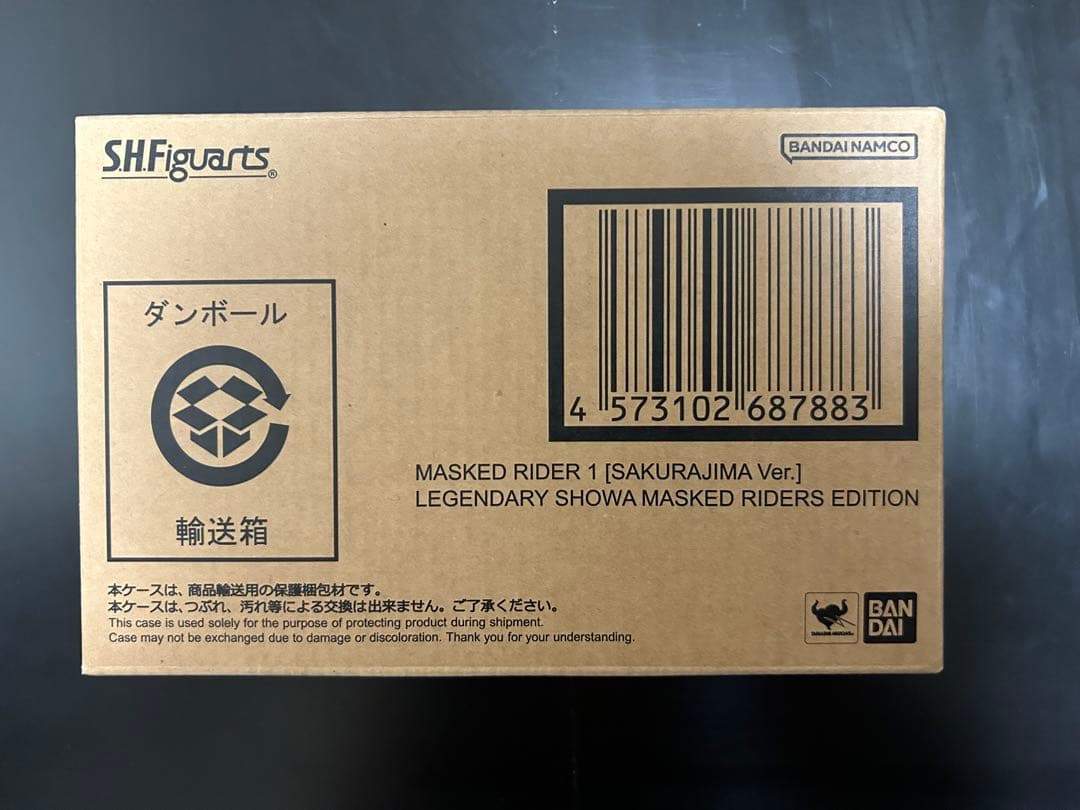 S.H.Figuarts®
BANDAI NAMCO
4 573102 687883
ダンボール
輸送箱
MASKED RIDER 1 [SAKURAJIMA Ver.]
LEGENDARY SHOWA MASKED RIDERS EDITION
本ケースは、商品輸送用の保護梱包材です。
本ケースは、つぶれ、汚れ等による交換は出来ません。ご了承ください。
This case is used solely for the purpose of protecting product during shipment.
Case may not be exchanged due to damage or discoloration. Thank you for your understanding.
BAN
DAI